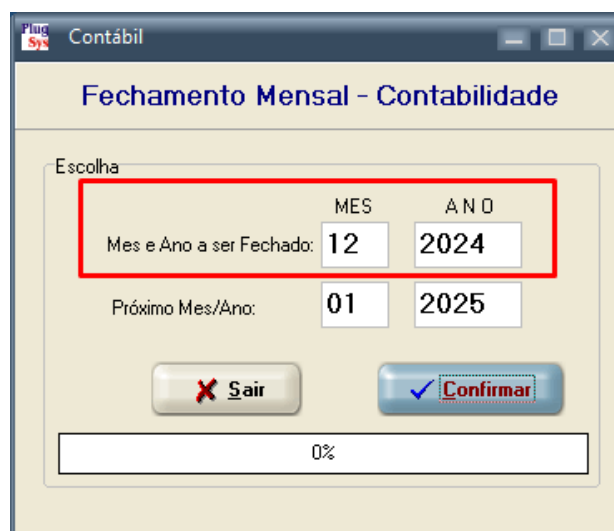 Plug
Sys
Contábil
Fechamento Mensal - Contabilidade
Escolha
MES
A N O
Mes e Ano a ser Fechado:
12
2024
Próximo Mes/Ano:
01
2025
Sair
Confirmar
0%